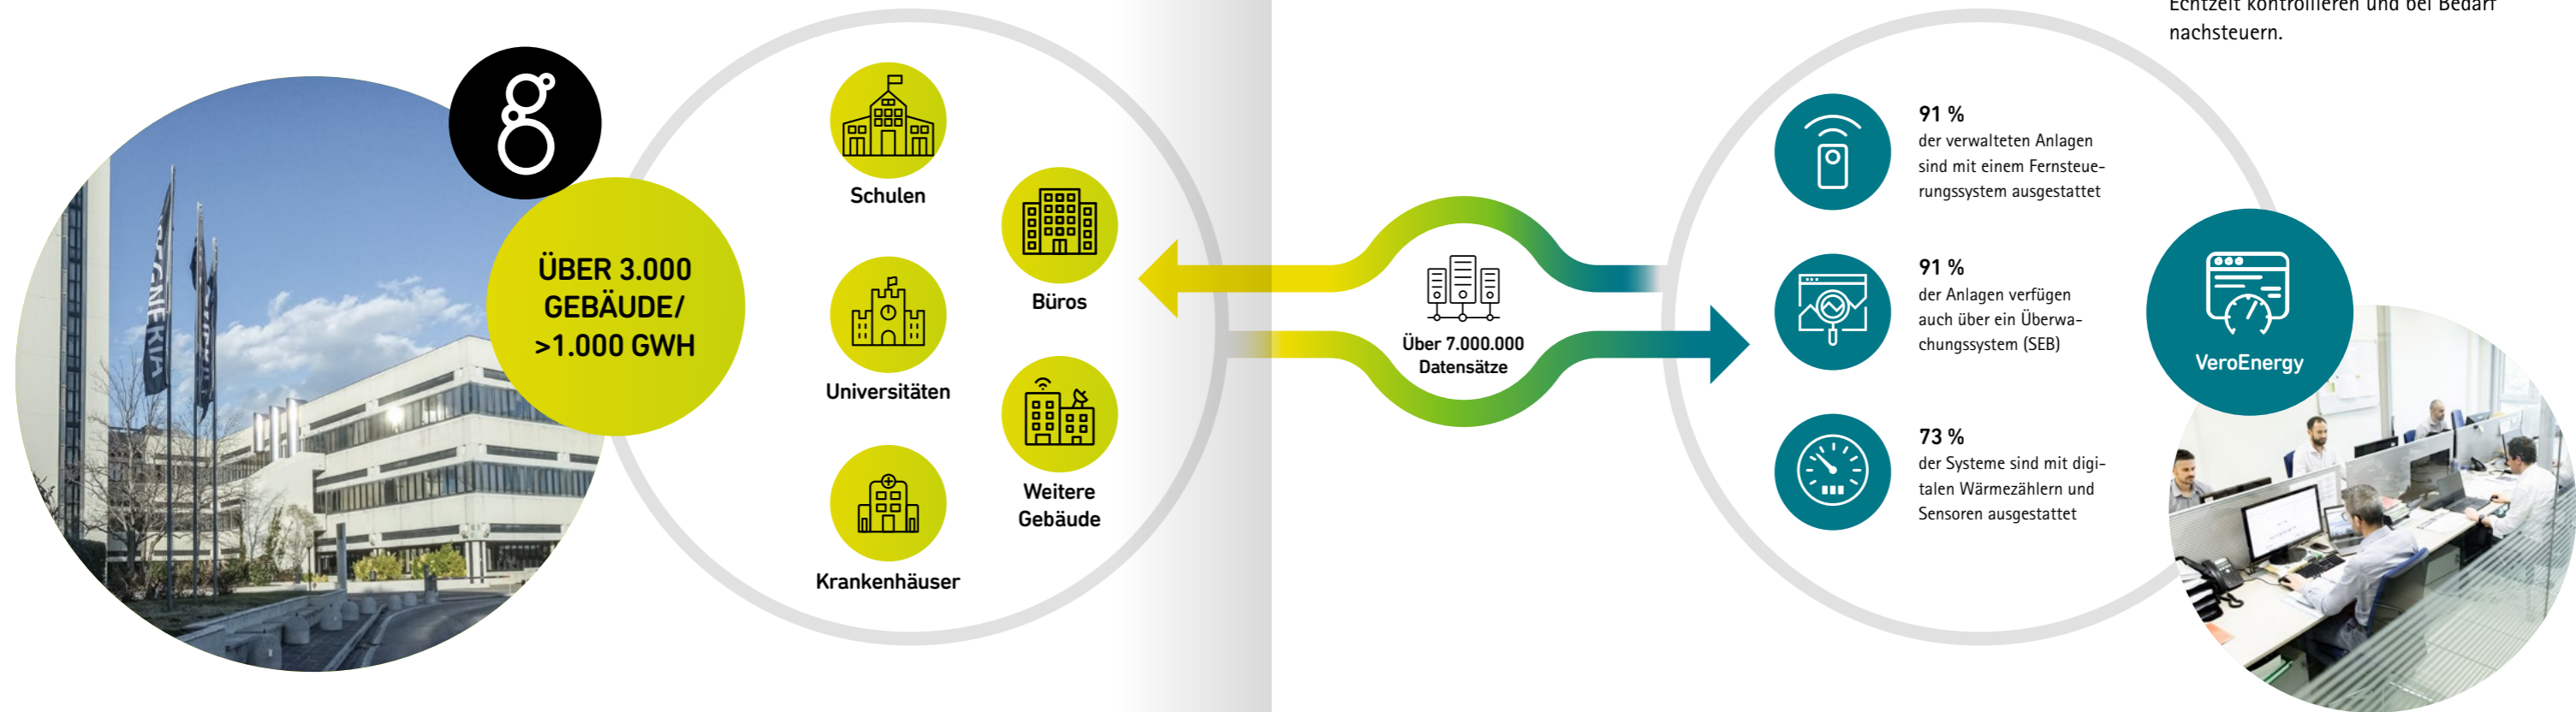 Echtzeit kontrollieren und bei Bedarf
nachsteuern.
ÜBER 3.000
GEBÄUDE/
>1.000 GWH
Schulen
Büros
Universitäten
Weitere
Gebäude
Krankenhäuser
Über 7.000.000
Datensätze
91 %
der verwalteten Anlagen
sind mit einem Fernsteue-
rungssystem ausgestattet
91 %
der Anlagen verfügen
auch über ein Überwa-
chungssystem (SEB)
73 %
der Systeme sind mit digi-
talen Wärmezählern und
Sensoren ausgestattet
VeroEnergy